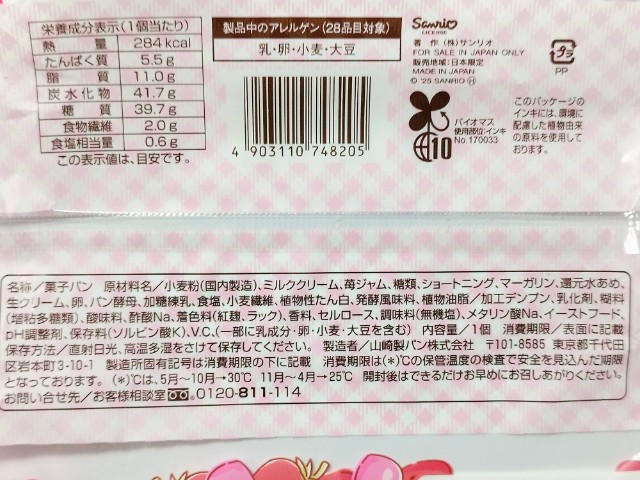 栄養成分表示(1個当たり)
熱量 284kcal
たんぱく質 5.5g
脂質 11.0g
炭水化物 41.7g
糖質 39.7g
食物繊維 2.0g
食塩相当量 0.6g
この表示値は、目安です。
製品中のアレルゲン(28品目対象)
乳・卵・小麦・大豆
4 903110 748205
Sanrio
LICENSE
著作 (株)サンリオ
FOR SALE IN JAPAN ONLY
販売地域:日本限定
MADE IN JAPAN
© '25 SANRIO Ⓗ
バイオマス
使用部位:インキ
No.170033
10
プラ
PP
このパッケージの
インキには、環境に
配慮した植物由来
の原料を使用して
おります。
名称/菓子パン 原材料名/小麦粉(国内製造)、ミルククリーム、苺ジャム、糖類、ショートニング、マーガリン、還元水あめ、
生クリーム、卵、パン酵母、加糖練乳、食塩、小麦繊維、植物性たん白、発酵風味料、植物油脂/加工デンプン、乳化剤、糊料
(増粘多糖類)、酸味料、酢酸Na、着色料(紅麹、ラック)、香料、セルロース、調味料(無機塩)、メタリン酸Na、イーストフード、
pH調整剤、保存料(ソルビン酸K)、V.C、(一部に乳成分・卵・小麦・大豆を含む) 内容量/1個 消費期限/表面に記載
保存方法/直射日光、高温多湿をさけて保存してください。 製造者/山崎製パン株式会社 〒101-8585 東京都千代田
区岩本町3-10-1 製造所固有記号は消費期限の下に記載 消費期限は(*)℃の保管温度の検査で安全を見込んだ期限
となっております。 (*)℃は、5月~10月→30℃ 11月~4月→25℃ 開封後はできるだけお早めにお召しあがりください。
お問い合せ先/お客様相談室 0120-811-114